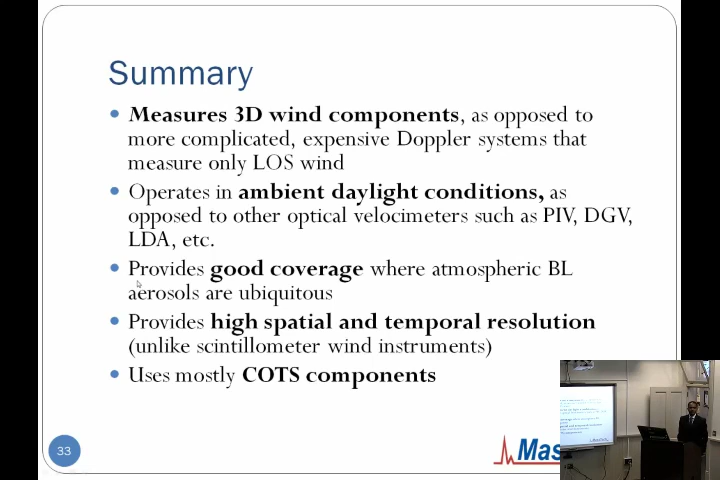 Summary
Measures 3D wind components, as opposed to
more complicated, expensive Doppler systems that
measure only LOS wind
Operates in ambient daylight conditions, as
opposed to other optical velocimeters such as PIV, DGV,
LDA, etc.
Provides good coverage where atmospheric BL
aerosols are ubiquitous
Provides high spatial and temporal resolution
(unlike scintillometer wind instruments)
Uses mostly COTS components
33